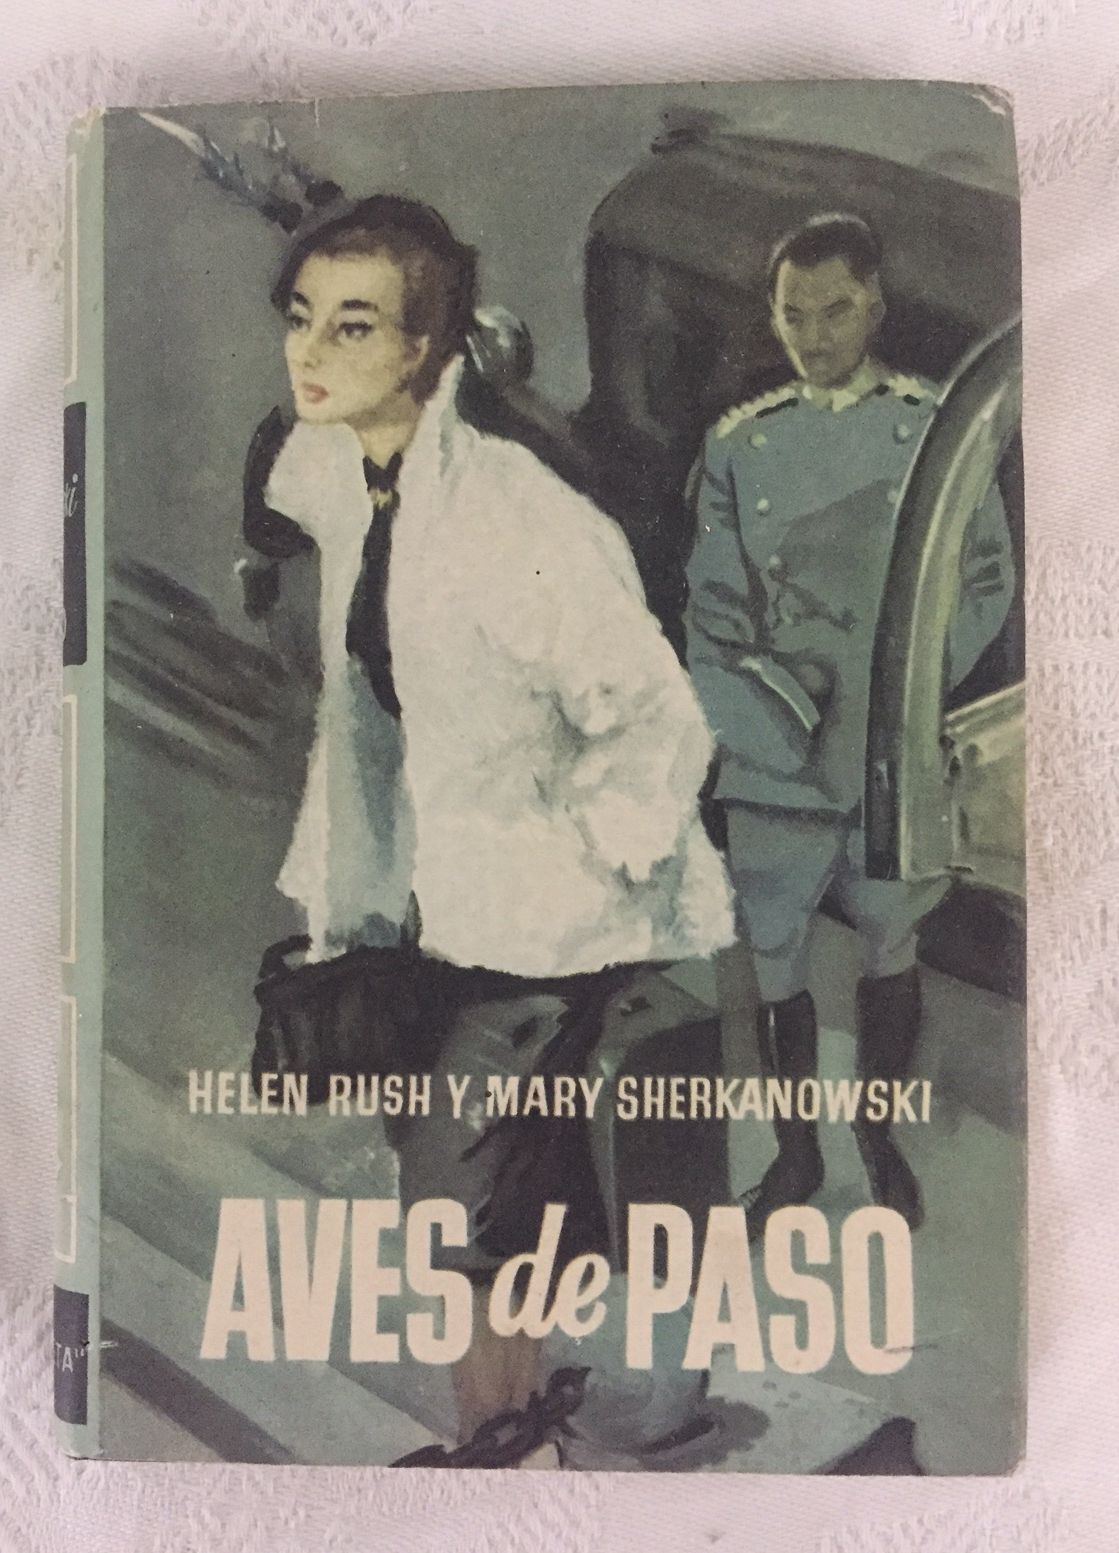 HELEN RUSH Y MARY SHERKANOWSKI
AVES de PASO